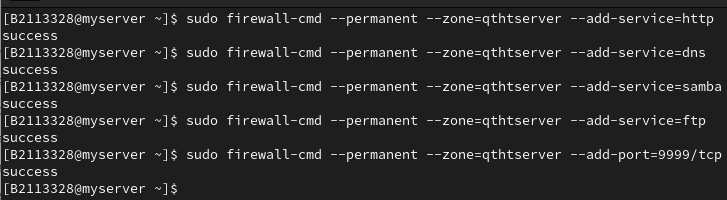 [B2113328@myserver ~]$ sudo firewall-cmd --permanent --zone=qthtserver --add-service=http
success
[B2113328@myserver ~]$ sudo firewall-cmd --permanent --zone=qthtserver --add-service=dns
success
[B2113328@myserver ~]$ sudo firewall-cmd --permanent --zone=qthtserver --add-service=samba
success
[B2113328@myserver ~]$ sudo firewall-cmd --permanent --zone=qthtserver --add-service=ftp
success
[B2113328@myserver ~]$ sudo firewall-cmd --permanent --zone=qthtserver --add-port=9999/tcp
success
[B2113328@myserver ~]$